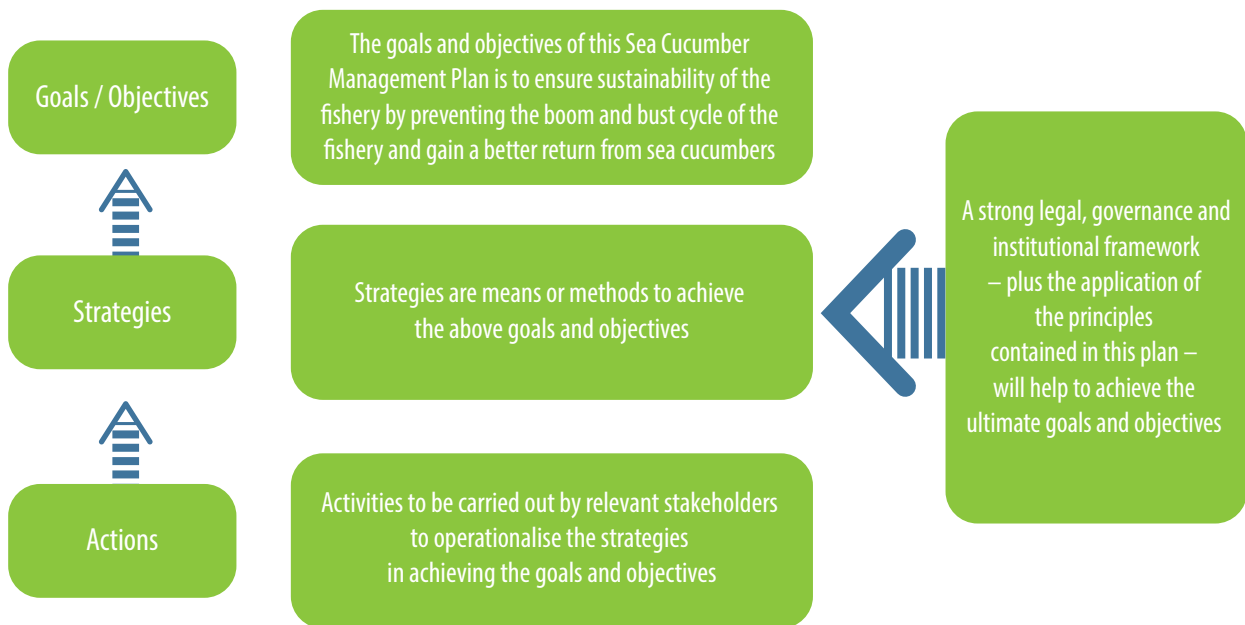 Goals / Objectives
The goals and objectives of this Sea Cucumber
Management Plan is to ensure sustainability of the
fishery by preventing the boom and bust cycle of the
fishery and gain a better return from sea cucumbers
Strategies
Strategies are means or methods to achieve
the above goals and objectives
Actions
Activities to be carried out by relevant stakeholders
to operationalise the strategies
in achieving the goals and objectives
A strong legal, governance and
institutional framework
– plus the application of
the principles
contained in this plan –
will help to achieve the
ultimate goals and objectives